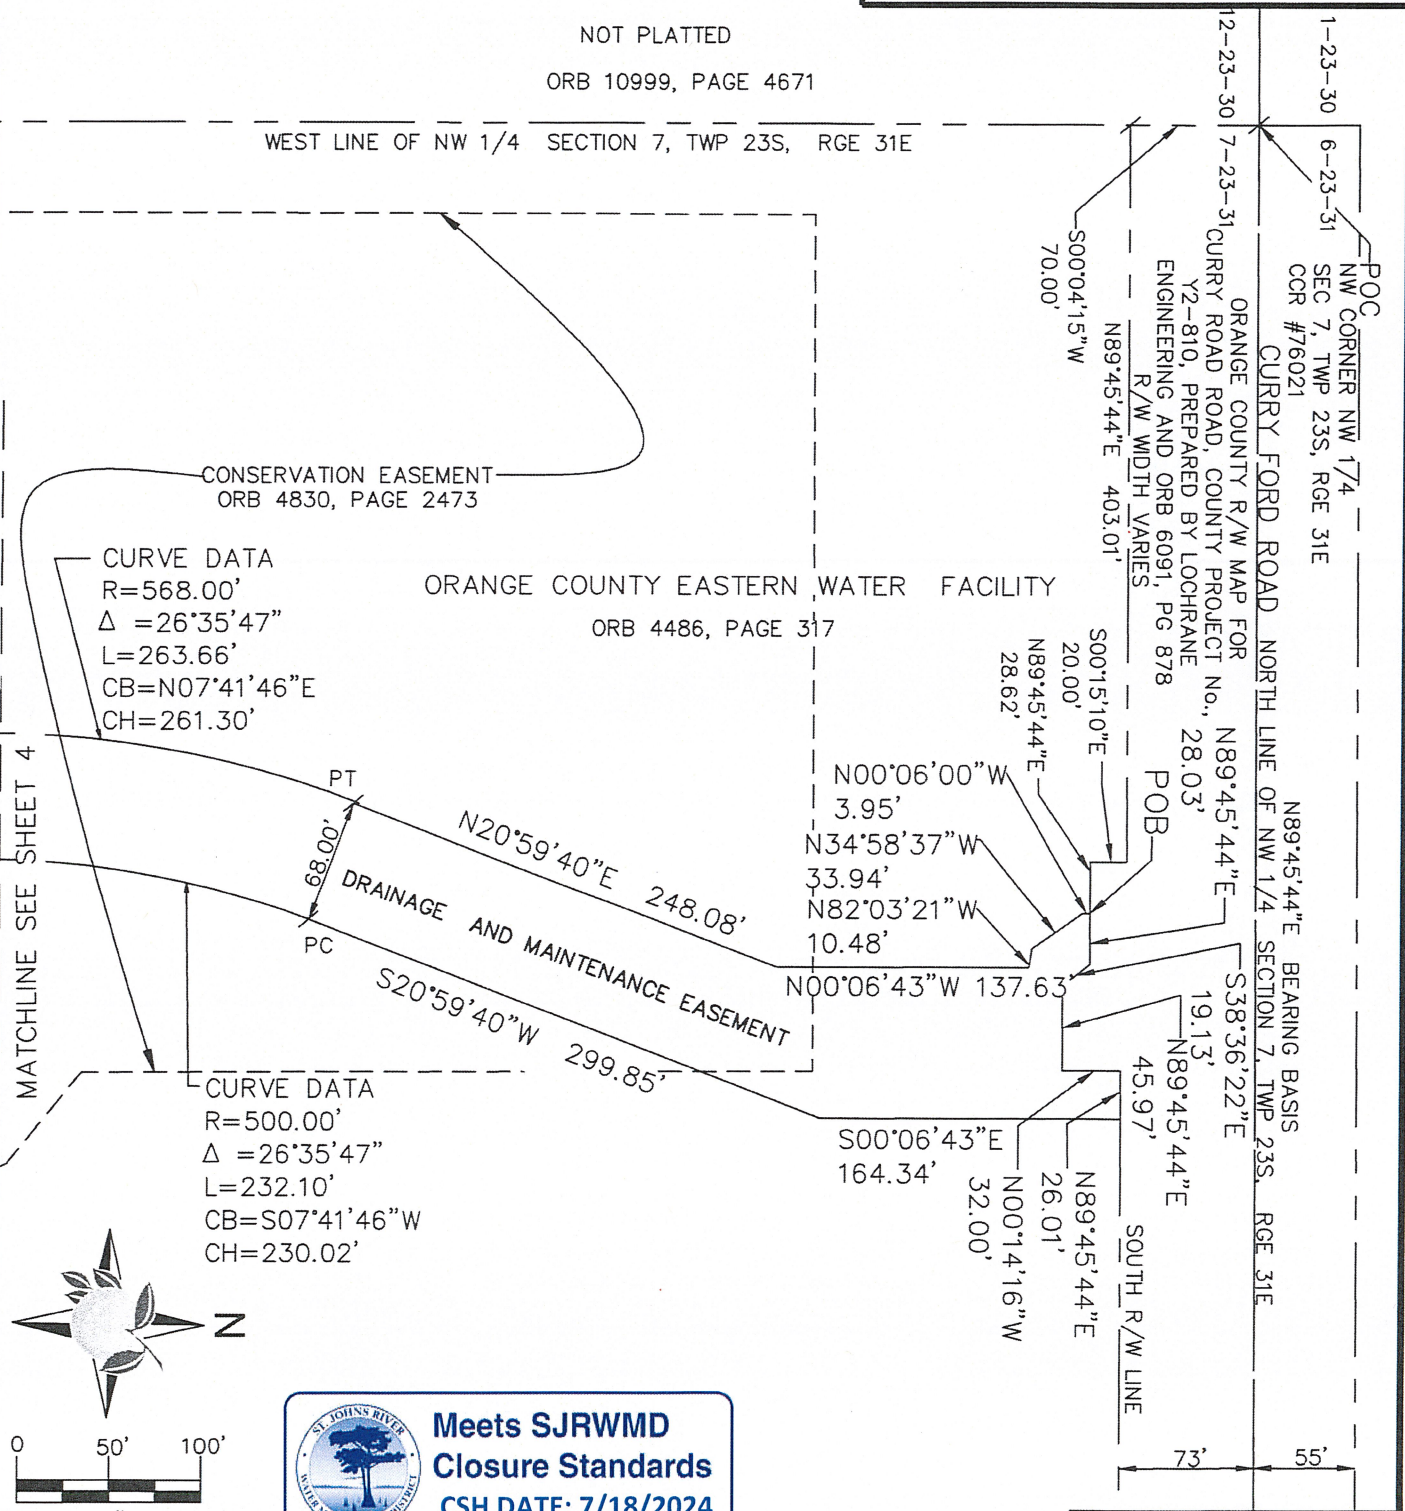 NOT PLATTED
ORB 10999, PAGE 4671
WEST LINE OF NW 1/4 SECTION 7, TWP 23S, RGE 31E
12-23-30
7-23-31
1-23-30
6-23-31
POC
NW CORNER NW 1/4
SEC 7, TWP 23S, RGE 31E
CCR #76021
CURRY FORD ROAD
NORTH LINE OF NW 1/4 SECTION 7, TWP 23S, RGE 31E
N89°45'44"E BEARING BASIS
ORANGE COUNTY R/W MAP FOR
CURRY ROAD ROAD, COUNTY PROJECT No.,
Y2-810, PREPARED BY LOCHRANE
ENGINEERING AND ORB 6091, PG 878
R/W WIDTH VARIES
S00°04'15"W
70.00'
N89°45'44"E 403.01'
CONSERVATION EASEMENT
ORB 4830, PAGE 2473
CURVE DATA
R=568.00'
Δ =26°35'47"
L=263.66'
CB=N07°41'46"E
CH=261.30'
ORANGE COUNTY EASTERN WATER FACILITY
ORB 4486, PAGE 317
S00°15'10"E
20.00'
N89°45'44"E
28.62'
N00°06'00"W
3.95'
N34°58'37"W
33.94'
N82°03'21"W
10.48'
N00°06'43"W 137.63'
POB
N89°45'44"E
28.03'
S38°36'22"E
19.13'
N89°45'44"E
45.97'
N00°14'16"W
32.00'
N89°45'44"E
26.01'
SOUTH R/W LINE
MATCHLINE SEE SHEET 4
PT
68.00'
PC
N20°59'40"E 248.08'
DRAINAGE AND MAINTENANCE EASEMENT
S20°59'40"W 299.85'
S00°06'43"E
164.34'
CURVE DATA
R=500.00'
Δ =26°35'47"
L=232.10'
CB=S07°41'46"W
CH=230.02'
N
0 50' 100'
73' 55'
ST. JOHNS RIVER
Meets SJRWMD
Closure Standards
CSH DATE: 7/18/2024